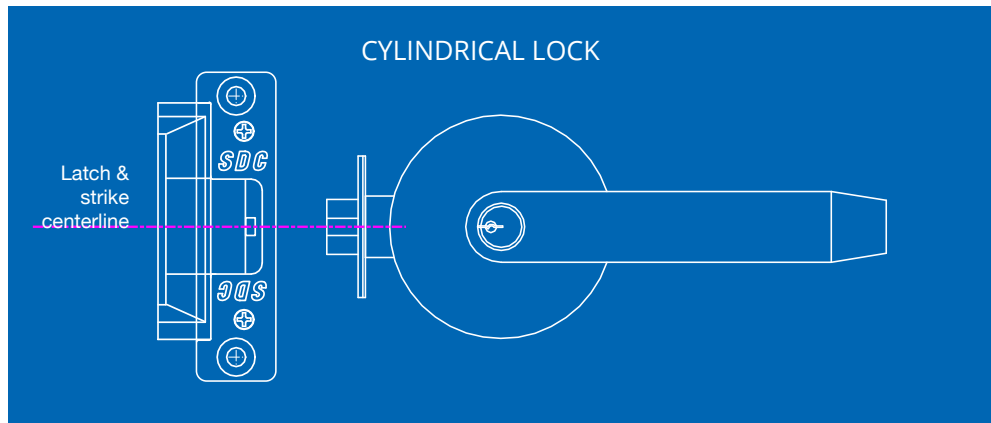 CYLINDRICAL LOCK
SDC
Latch &
strike
centerline
SDC